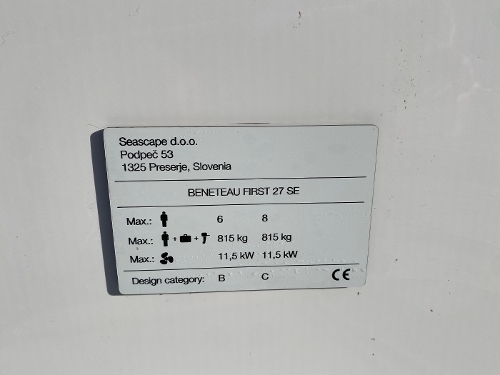 Seascape d.o.o.
Podpeč 53
1325 Preserje, Slovenia
BENETEAU FIRST 27 SE
Max.: 6 8
Max.: + + 815 kg 815 kg
Max.: 11,5 kW 11,5 kW
Design category: B C CE